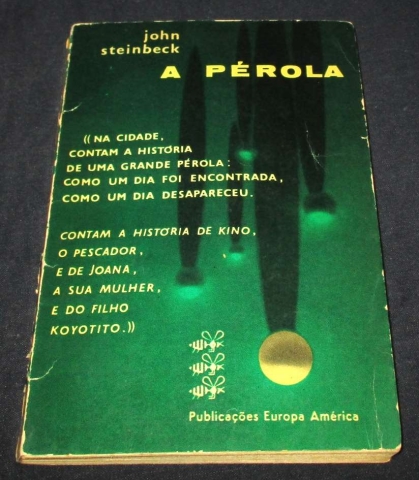 john
steinbeck
A PÉROLA
((NA CIDADE,
CONTAM A HISTÓRIA
DE UMA GRANDE PÉROLA:
COMO UM DIA FOI ENCONTRADA,
COMO UM DIA DESAPARECEU.
CONTAM A HISTÓRIA DE KINO,
O PESCADOR,
E DE JOANA,
A SUA MULHER,
E DO FILHO
KOYOTITO.))
Publicações Europa América